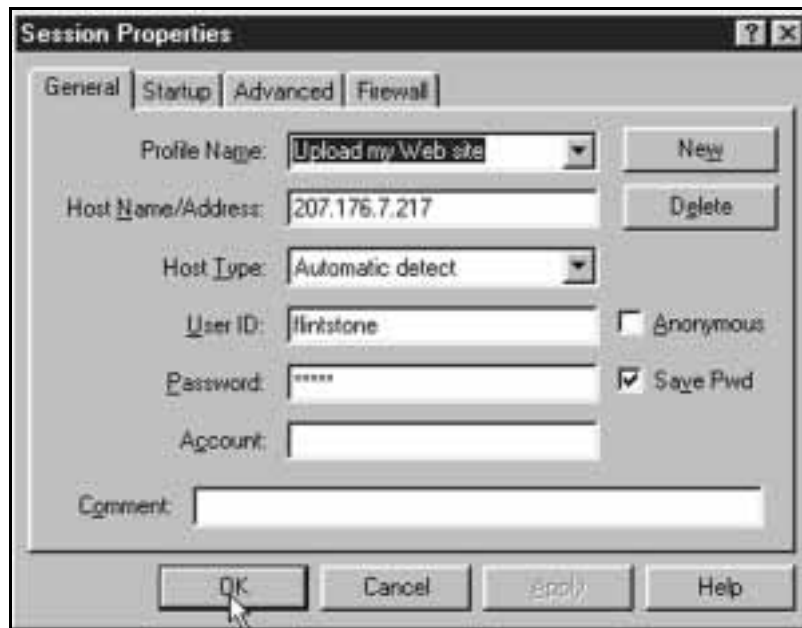 Session Properties
General Startup Advanced Firewall
Profile Name: Upload my Web site New
Host Name/Address: 207.176.7.217 Delete
Host Type: Automatic detect
User ID: flintstone Anonymous
Password: ***** Save Pwd
Account:
Comment:
OK Cancel Apply Help